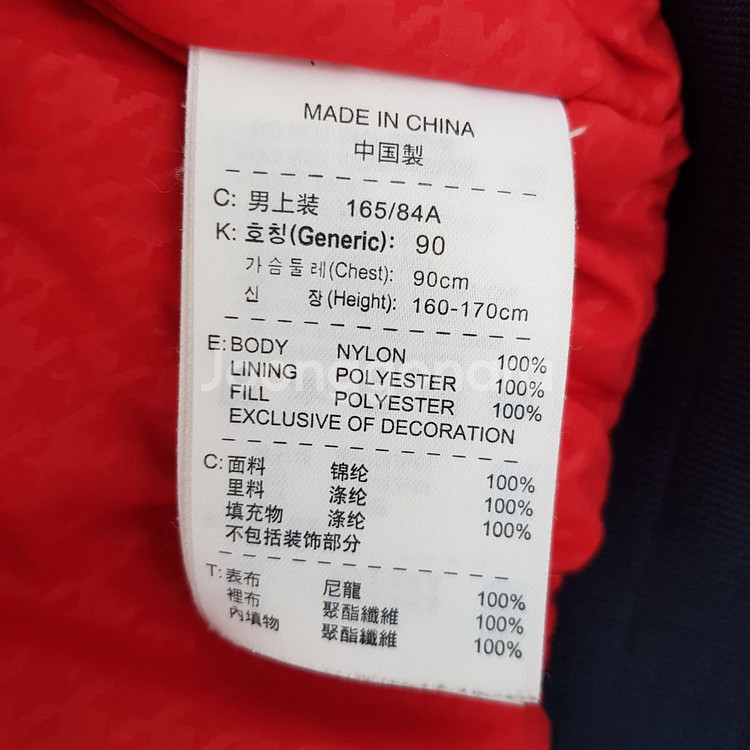 MADE IN CHINA
中国製
C: 男上装 165/84A
K: 호칭(Generic): 90
가슴둘레(Chest): 90cm
신 장(Height): 160-170cm
E: BODY NYLON 100%
LINING POLYESTER 100%
FILL POLYESTER 100%
EXCLUSIVE OF DECORATION
C: 面料 锦纶 100%
里料 涤纶 100%
填充物 涤纶 100%
不包括装饰部分
T: 表布 尼龍 100%
裡布 聚酯纖維 100%
內填物 聚酯纖維 100%